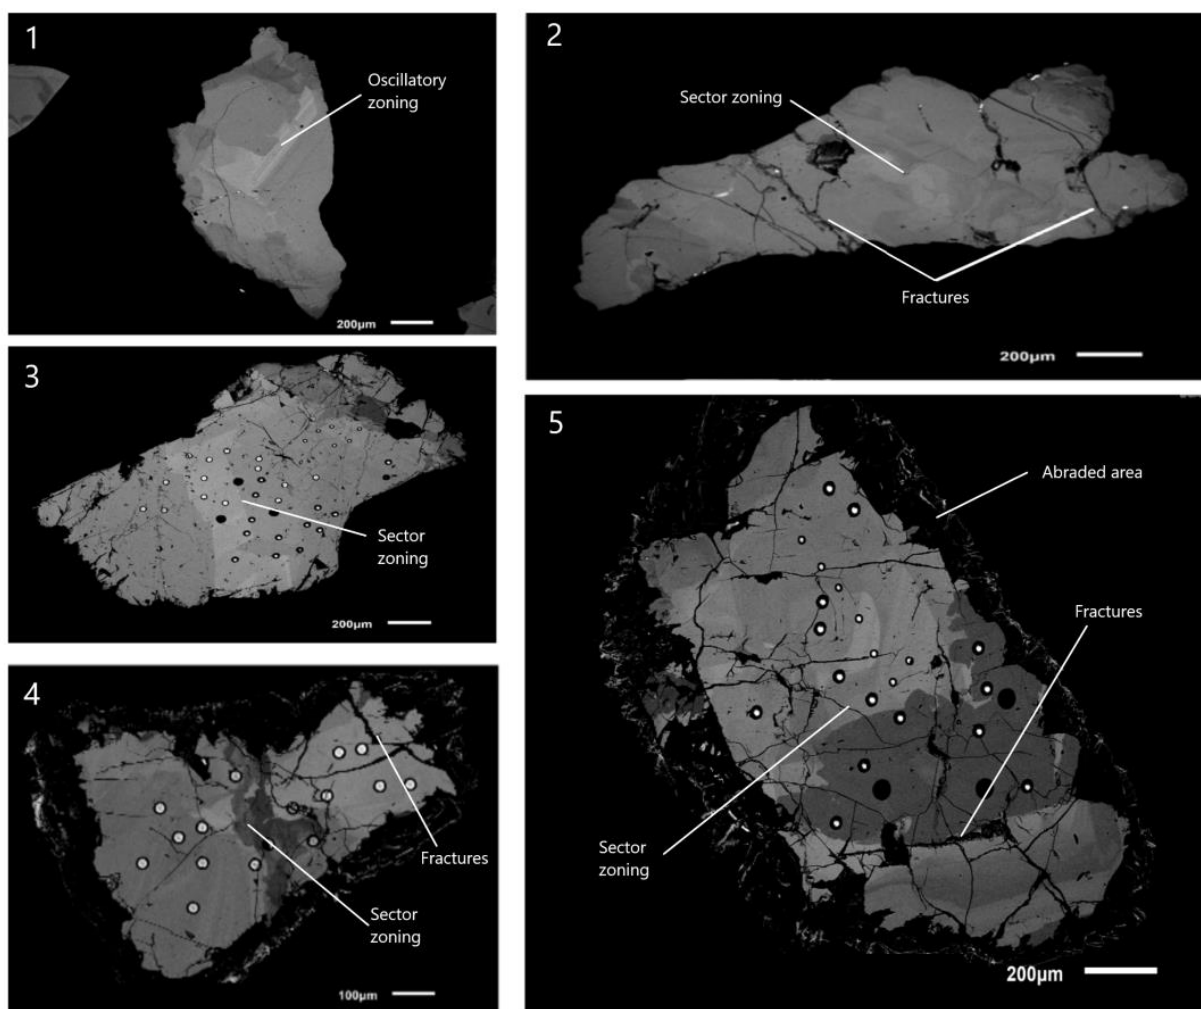 1
Oscillatory
zoning
200µm
2
Sector zoning
Fractures
200µm
3
Sector
zoning
200µm
4
Fractures
Sector
zoning
100µm
5
Abraded area
Fractures
Sector
zoning
200µm